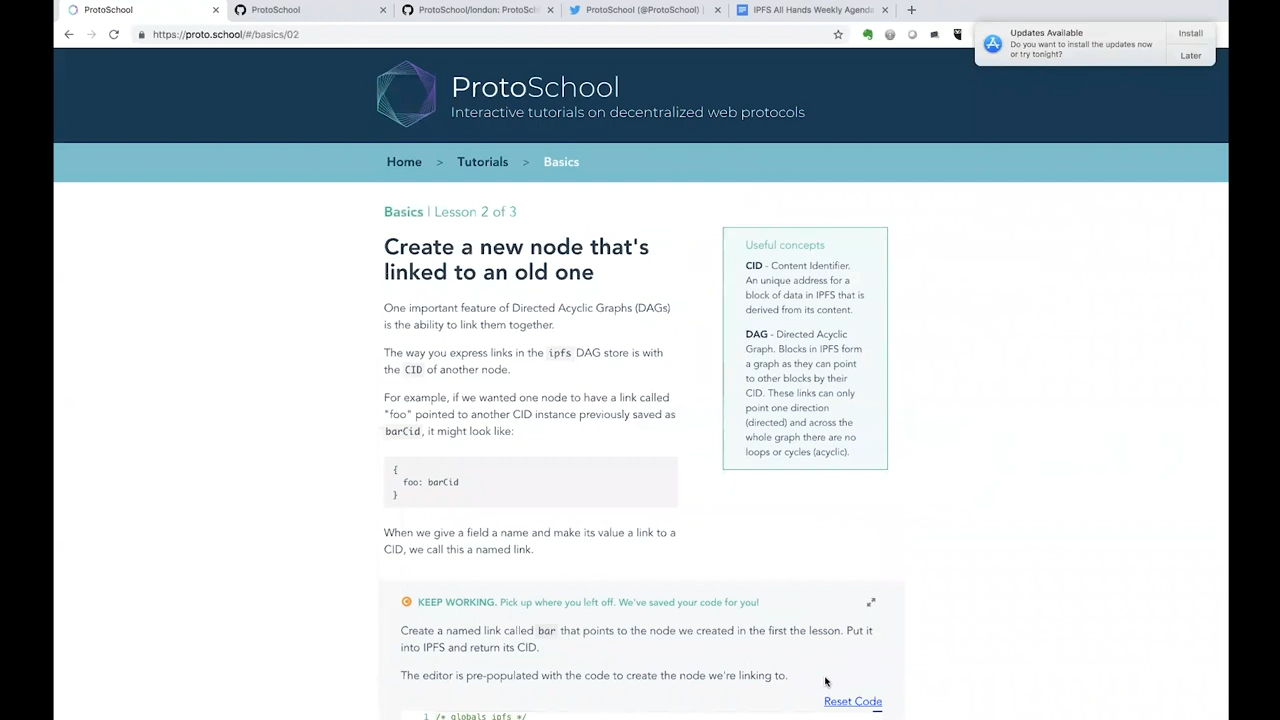 ProtoSchool
ProtoSchool
ProtoSchool/london: ProtoSch
ProtoSchool (@ProtoSchool) |
IPFS All Hands Weekly Agenda
https://proto.school/#/basics/02
Updates Available
Do you want to install the updates now
or try tonight?
Install
Later
ProtoSchool
Interactive tutorials on decentralized web protocols
Home > Tutorials > Basics
Basics | Lesson 2 of 3
Create a new node that's
linked to an old one
One important feature of Directed Acyclic Graphs (DAGs)
is the ability to link them together.
The way you express links in the ipfs DAG store is with
the CID of another node.
For example, if we wanted one node to have a link called
"foo" pointed to another CID instance previously saved as
barCid, it might look like:
{
foo: barCid
}
When we give a field a name and make its value a link to a
CID, we call this a named link.
Useful concepts
CID - Content Identifier.
An unique address for a
block of data in IPFS that is
derived from its content.
DAG - Directed Acyclic
Graph. Blocks in IPFS form
a graph as they can point
to other blocks by their
CID. These links can only
point one direction
(directed) and across the
whole graph there are no
loops or cycles (acyclic).
KEEP WORKING. Pick up where you left off. We've saved your code for you!
Create a named link called bar that points to the node we created in the first the lesson. Put it
into IPFS and return its CID.
The editor is pre-populated with the code to create the node we're linking to.
Reset Code
1 /* globals ipfs */